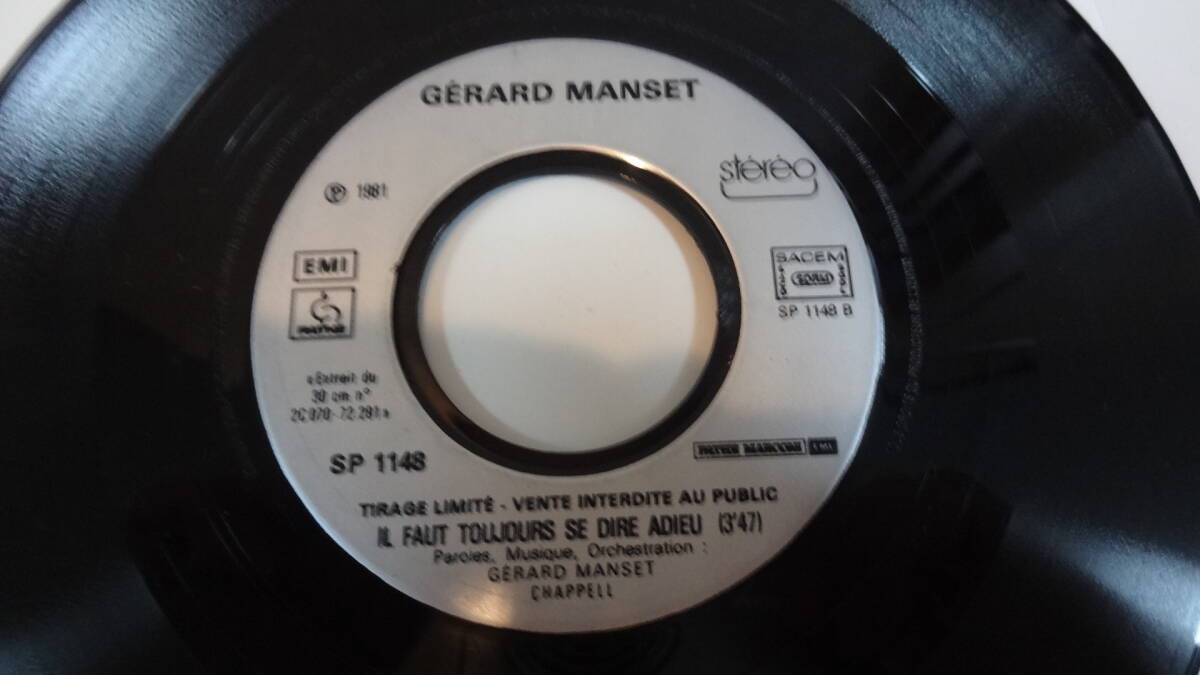 GÉRARD MANSET
stéréo
℗ 1981
EMI
SACEM
SP 1148 B
« Extrait du
30 cm. n°
2C 070-72.281 »
SP 1148
PATHE MARCONI EMI
TIRAGE LIMITÉ - VENTE INTERDITE AU PUBLIC
IL FAUT TOUJOURS SE DIRE ADIEU (3'47)
Paroles, Musique, Orchestration :
GÉRARD MANSET
CHAPPELL